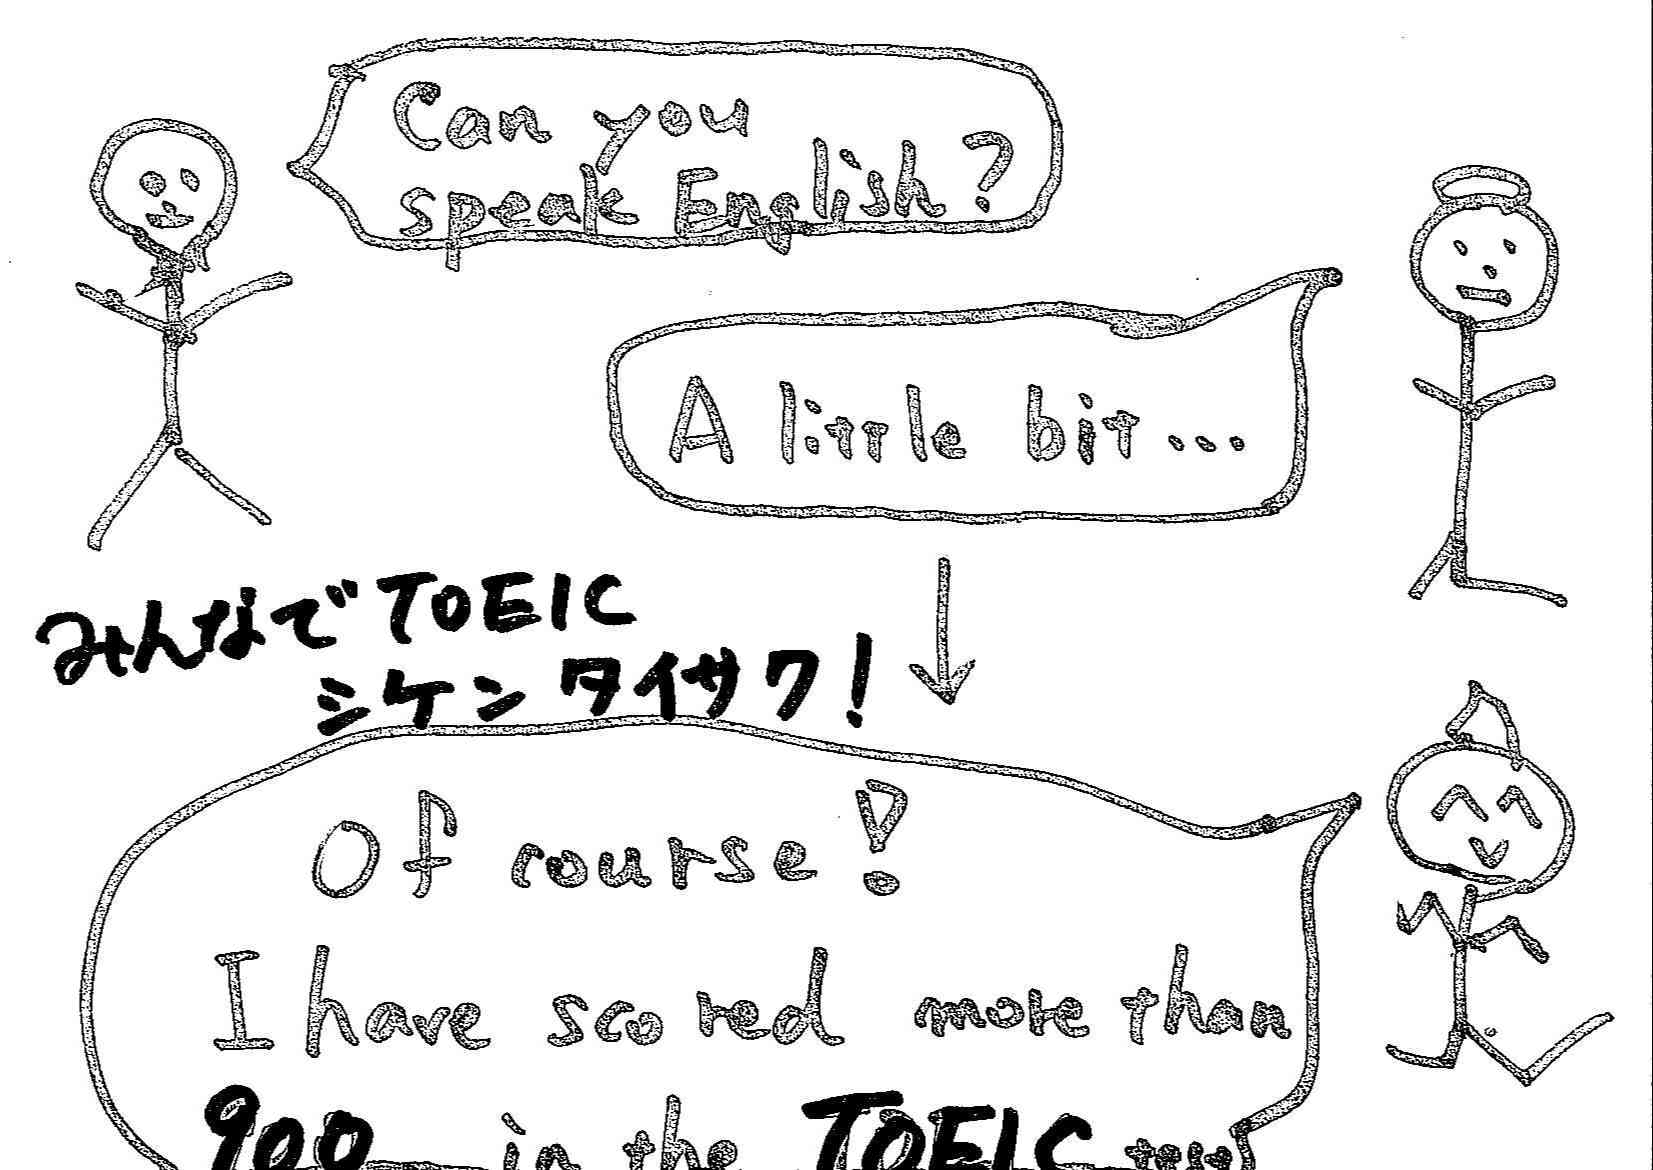 Can you
speak English?
A little bit...
みんなでTOEIC
シケンタイサク!
Of course!
I have scored more than
900 in the TOEIC test